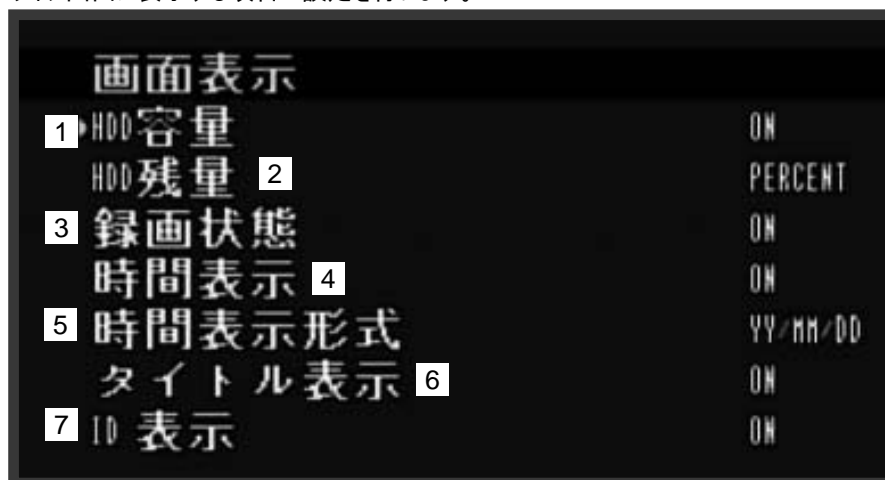 画面表示
1 HDD容量 ON
HDD残量 2 PERCENT
3 録画状態 ON
時間表示 4 ON
5 時間表示形式 YY/MM/DD
タイトル表示 6 ON
7 ID 表示 ON